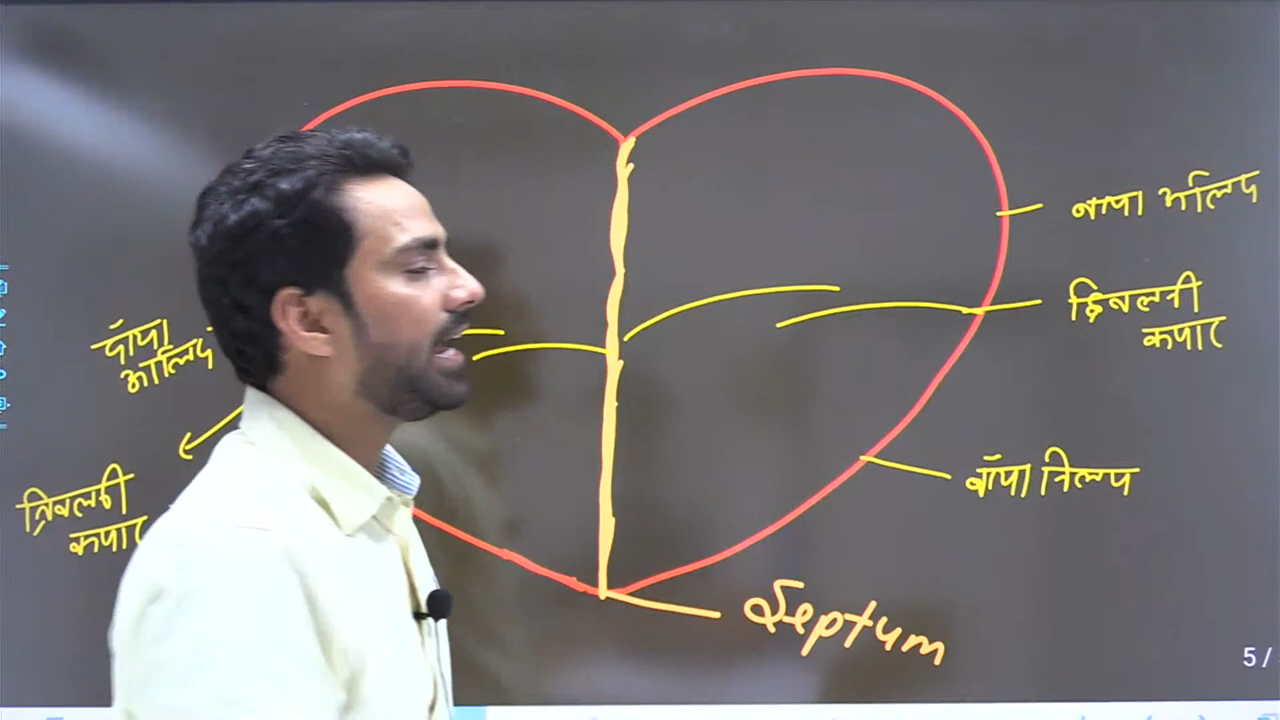 बायां अलिंद
द्विवलनी
कपाट
दाँया
अलिंद
त्रिवलनी
कपाट
बाँया निलय
Septum
5/